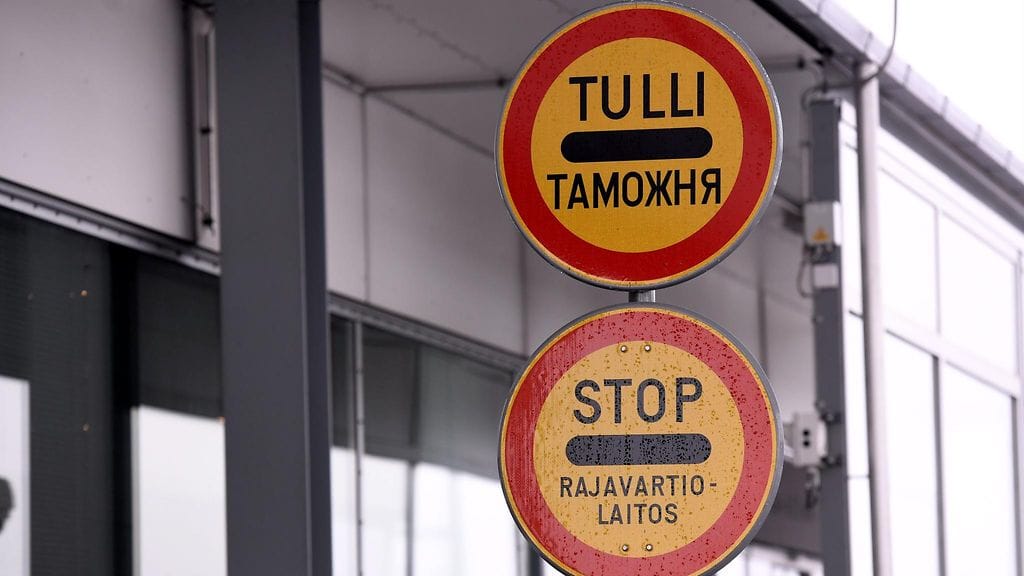 TULLI
ТАМОЖНЯ
STOP
RAJAVARTIO-
LAITOS